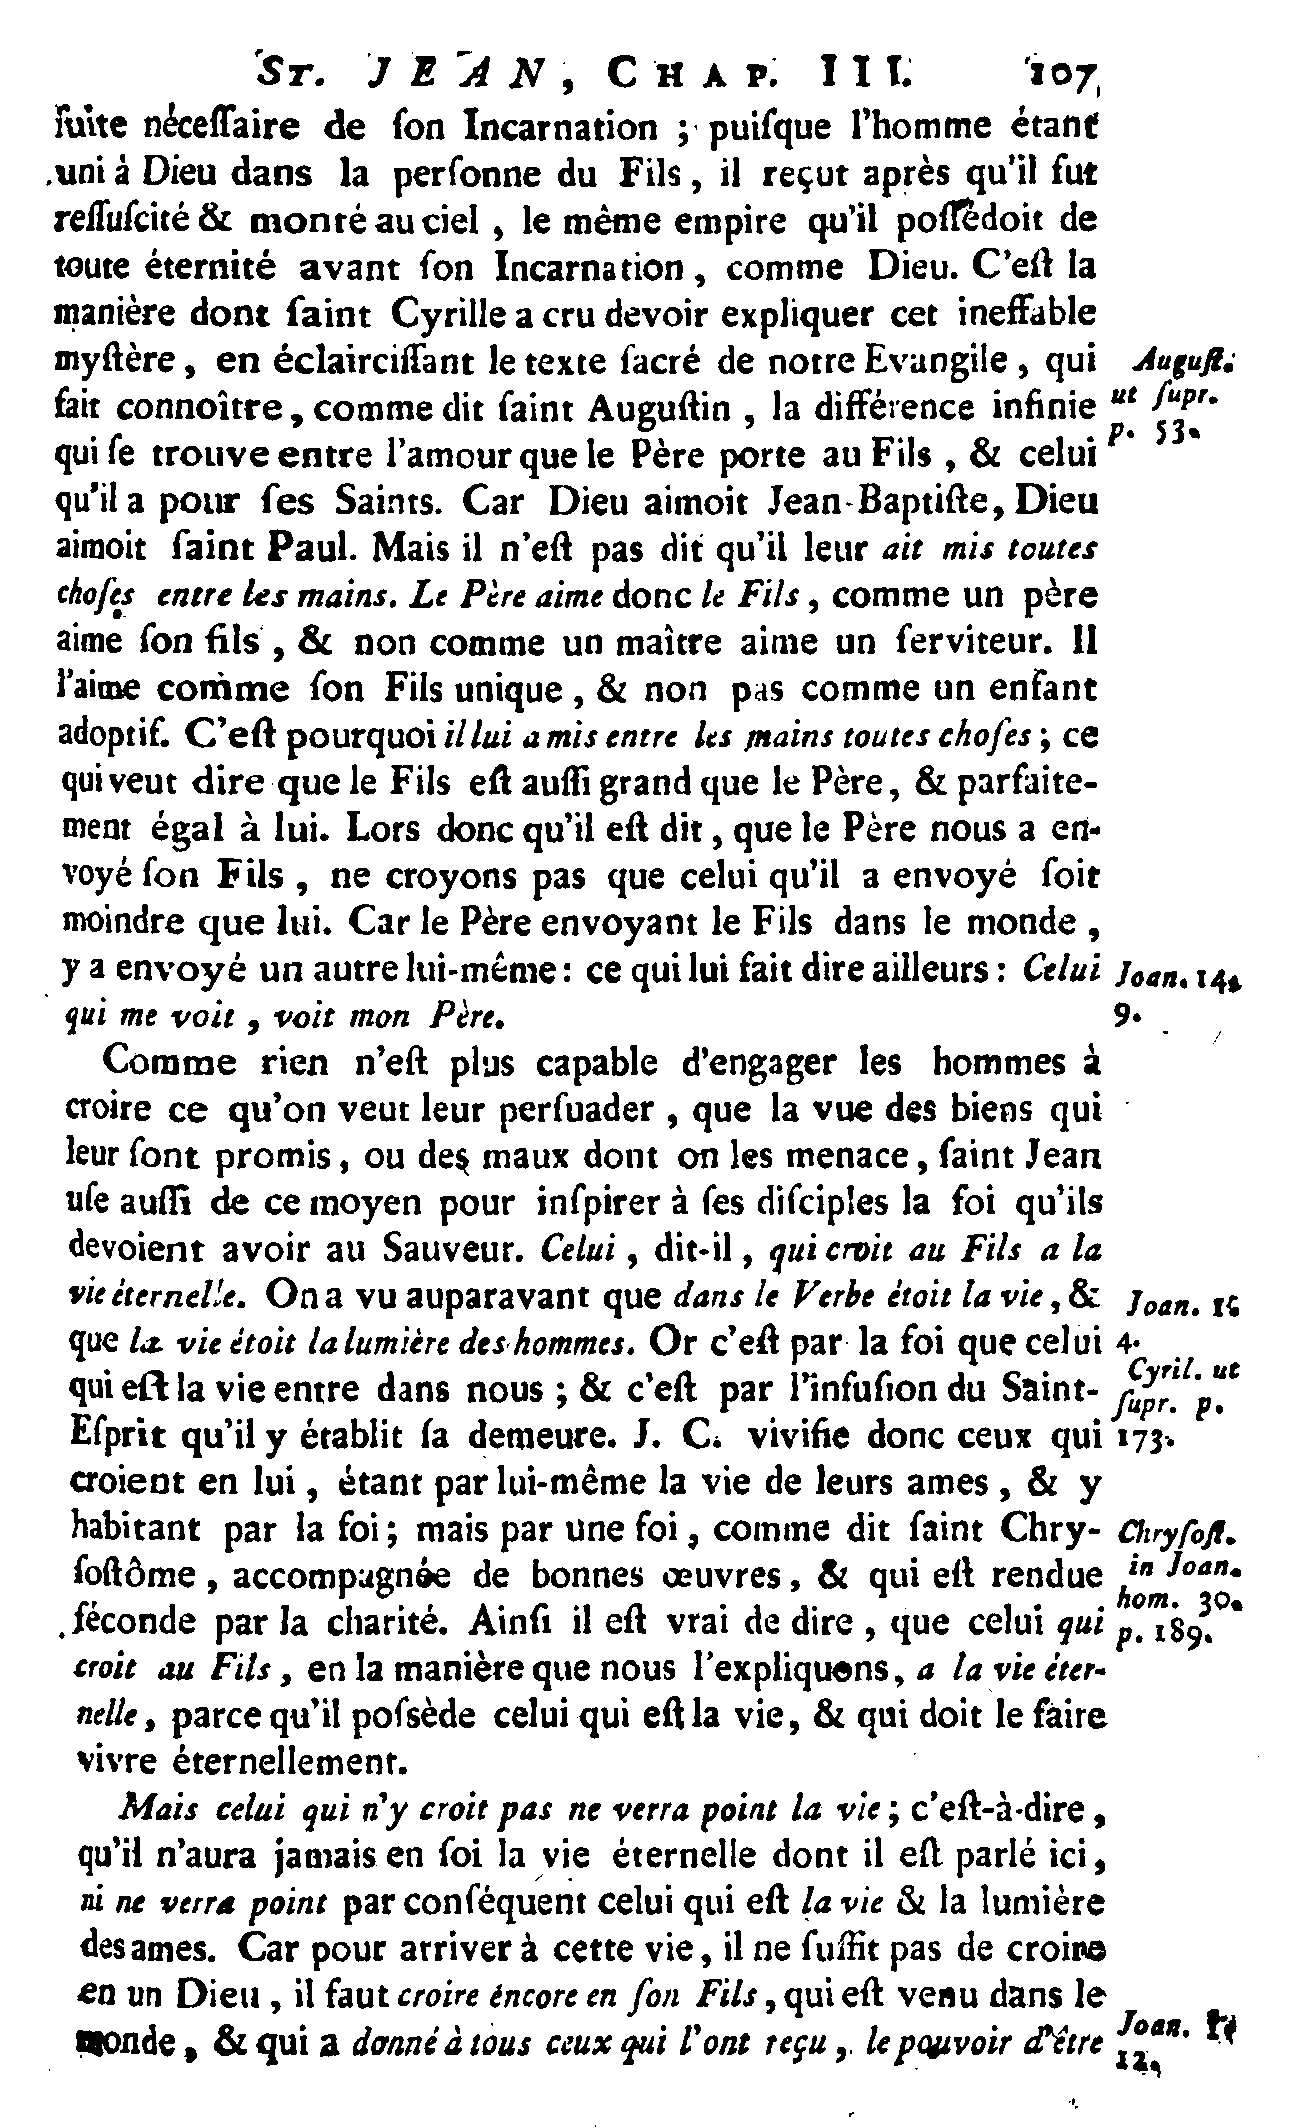 St. JEAN, CHAP. III. 107
ſuite néceſſaire de ſon Incarnation ; puiſque l'homme étant
uni à Dieu dans la perſonne du Fils, il reçut après qu'il fut
reſſuſcité & monté au ciel, le même empire qu'il poſſédoit de
toute éternité avant ſon Incarnation, comme Dieu. C'eſt la
manière dont ſaint Cyrille a cru devoir expliquer cet ineffable
myſtère, en éclairciſſant le texte ſacré de notre Evangile, qui
Auguſt.
fait connoître, comme dit ſaint Auguſtin, la différence infinie
ut ſupr.
qui ſe trouve entre l'amour que le Père porte au Fils, & celui
p. 53.
qu'il a pour ſes Saints. Car Dieu aimoit Jean-Baptiſte, Dieu
aimoit ſaint Paul. Mais il n'eſt pas dit qu'il leur ait mis toutes
choſes entre les mains. Le Père aime donc le Fils, comme un père
aime ſon fils, & non comme un maître aime un ſerviteur. Il
l'aime comme ſon Fils unique, & non pas comme un enfant
adoptif. C'eſt pourquoi il lui a mis entre les mains toutes choſes ; ce
qui veut dire que le Fils eſt auſſi grand que le Père, & parfaite-
ment égal à lui. Lors donc qu'il eſt dit, que le Père nous a en-
voyé ſon Fils, ne croyons pas que celui qu'il a envoyé ſoit
moindre que lui. Car le Père envoyant le Fils dans le monde,
y a envoyé un autre lui-même : ce qui lui fait dire ailleurs : Celui
Joan. 14.
qui me voit, voit mon Père.
9.
Comme rien n'eſt plus capable d'engager les hommes à
croire ce qu'on veut leur perſuader, que la vue des biens qui
leur ſont promis, ou des maux dont on les menace, ſaint Jean
uſe auſſi de ce moyen pour inſpirer à ſes diſciples la foi qu'ils
devoient avoir au Sauveur. Celui, dit-il, qui croit au Fils a la
vie éternelle. On a vu auparavant que dans le Verbe étoit la vie, &
Joan. 1.
que la vie étoit la lumière des hommes. Or c'eſt par la foi que celui
4.
qui eſt la vie entre dans nous ; & c'eſt par l'infuſion du Saint-
Cyril. ut
ſupr. p.
Eſprit qu'il y établit ſa demeure. J. C. vivifie donc ceux qui
173.
croient en lui, étant par lui-même la vie de leurs ames, & y
habitant par la foi ; mais par une foi, comme dit ſaint Chry-
Chryſoſt.
ſoſtôme, accompagnée de bonnes œuvres, & qui eſt rendue
in Joan.
hom. 30.
féconde par la charité. Ainſi il eſt vrai de dire, que celui qui
p. 189.
croit au Fils, en la manière que nous l'expliquons, a la vie éter-
nelle, parce qu'il poſsède celui qui eſt la vie, & qui doit le faire
vivre éternellement.
Mais celui qui n'y croit pas ne verra point la vie ; c'eſt-à-dire,
qu'il n'aura jamais en ſoi la vie éternelle dont il eſt parlé ici,
ni ne verra point par conſéquent celui qui eſt la vie & la lumière
des ames. Car pour arriver à cette vie, il ne ſuffit pas de croire
en un Dieu, il faut croire encore en ſon Fils, qui eſt venu dans le
monde, & qui a donné à tous ceux qui l'ont reçu, le pouvoir d'être
Joan.
12.